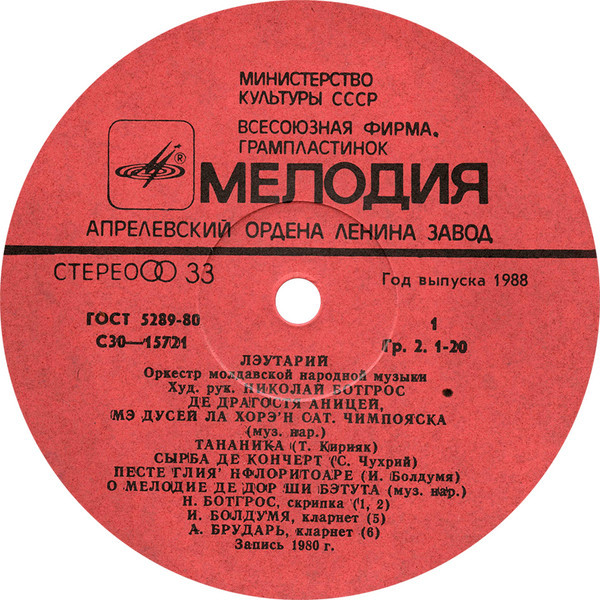 МИНИСТЕРСТВО
КУЛЬТУРЫ СССР
ВСЕСОЮЗНАЯ ФИРМА
ГРАМПЛАСТИНОК
®
МЕЛОДИЯ
АПРЕЛЕВСКИЙ ОРДЕНА ЛЕНИНА ЗАВОД
СТЕРЕО 33
Год выпуска 1988
ГОСТ 5289-80
1
С30—15721
Гр. 2. 1-20
ЛЭУТАРИЙ
Оркестр молдавской народной музыки
Худ. рук. НИКОЛАЙ БОТГРОС
ДЕ ДРАГОСТЯ АНИЦЕЙ,
МЭ ДУСЕЙ ЛА ХОРЭ'Н САТ. ЧИМПОЯСКА
(муз. нар.)
ТАНАНИКА (Т. Кирияк)
СЫРБА ДЕ КОНЧЕРТ (С. Чухрий)
ПЕСТЕ ГЛИЯ' НФЛОРИТОАРЕ (И. Болдумя)
О МЕЛОДИЕ ДЕ ДОР ШИ БЭТУТА (муз. нар.)
Н. БОТГРОС, скрипка (1, 2)
И. БОЛДУМЯ, кларнет (5)
А. БРУДАРЬ, кларнет (6)
Запись 1980 г.